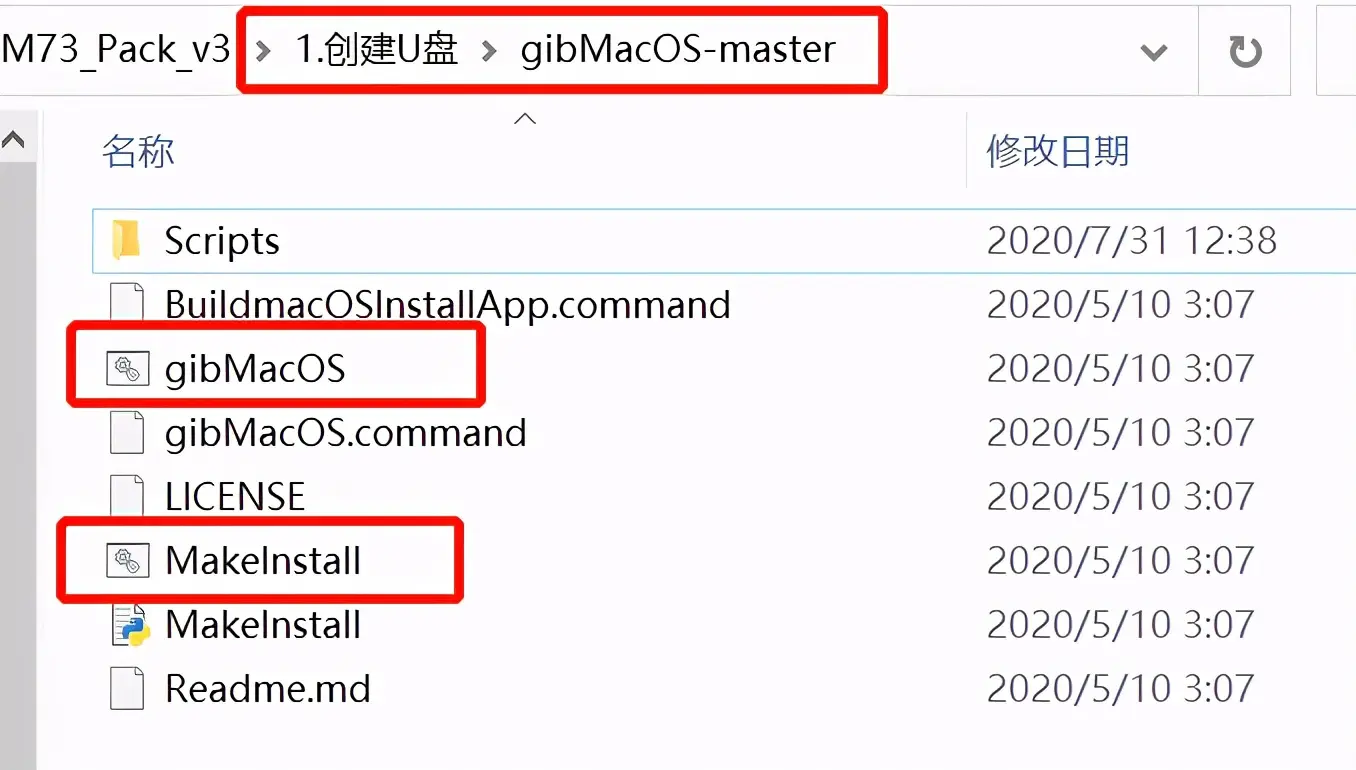 M73_Pack_v3 > 1.创建U盘 > gibMacOS-master
名称 修改日期
Scripts 2020/7/31 12:38
BuildmacOSInstallApp.command 2020/5/10 3:07
gibMacOS 2020/5/10 3:07
gibMacOS.command 2020/5/10 3:07
LICENSE 2020/5/10 3:07
MakeInstall 2020/5/10 3:07
MakeInstall 2020/5/10 3:07
Readme.md 2020/5/10 3:07